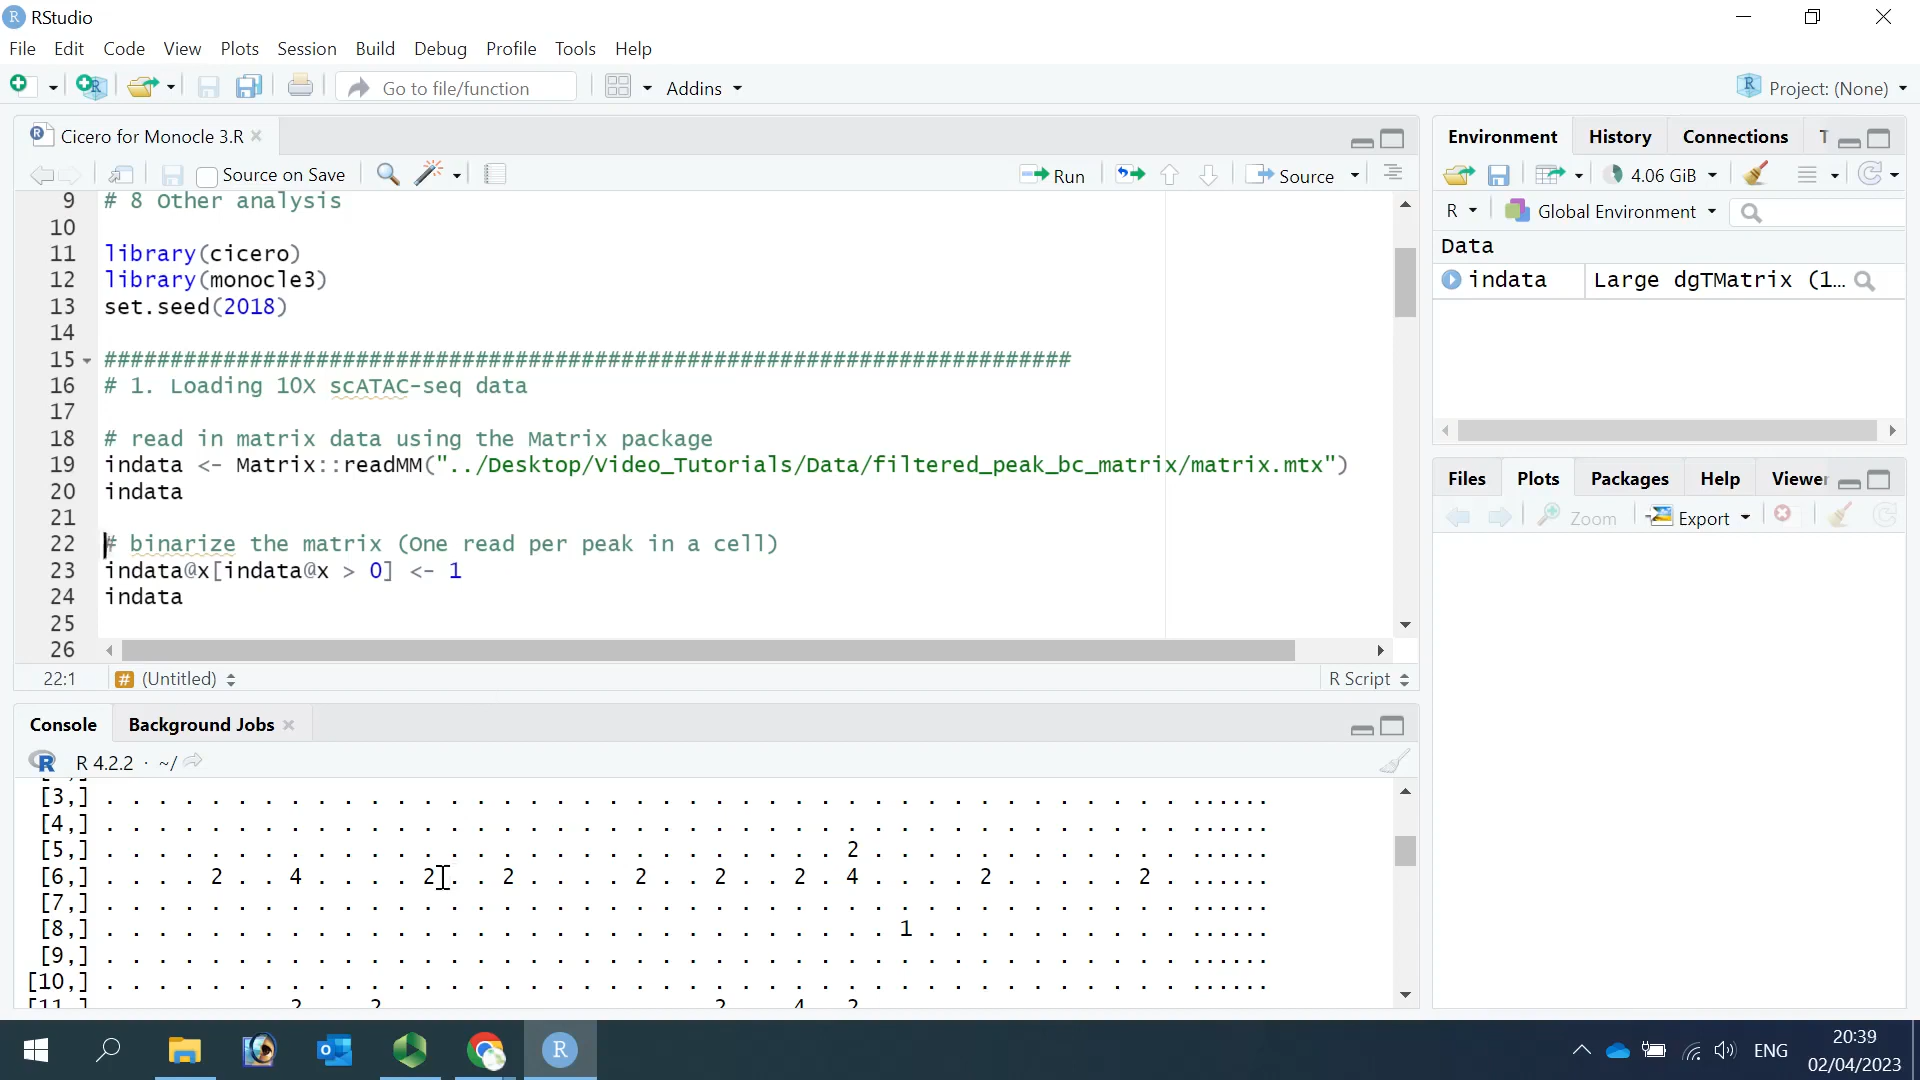 RStudio
File Edit Code View Plots Session Build Debug Profile Tools Help
Go to file/function
Addins
Project: (None)
Cicero for Monocle 3.R
Source on Save
Run
Source
9 # 8 Other analysis
10
11 library(cicero)
12 library(monocle3)
13 set.seed(2018)
14
15 #########################################################################
16 # 1. Loading 10X scATAC-seq data
17
18 # read in matrix data using the Matrix package
19 indata <- Matrix::readMM("../Desktop/Video_Tutorials/Data/filtered_peak_bc_matrix/matrix.mtx")
20 indata
21
22 # binarize the matrix (One read per peak in a cell)
23 indata@x[indata@x > 0] <- 1
24 indata
25
26
22:1 # (Untitled) R Script
Console Background Jobs
R 4.2.2 · ~/
[3,] . . . . . . . . . . . . . . . . . . . . . . . . . . . . . . . . . . . . . . . . . ......
[4,] . . . . . . . . . . . . . . . . . . . . . . . . . . . . . . . . . . . . . . . . . ......
[5,] . . . . . . . . . . . . . . . . . . . . . . . . . . . . 2 . . . . . . . . . . . . ......
[6,] . . . . 2 . . 4 . . . . 2 . . 2 . . . . 2 . . 2 . . 2 . 4 . . . . 2 . . . . . 2 . ......
[7,] . . . . . . . . . . . . . . . . . . . . . . . . . . . . . . . . . . . . . . . . . ......
[8,] . . . . . . . . . . . . . . . . . . . . . . . . . . . . . . 1 . . . . . . . . . . ......
[9,] . . . . . . . . . . . . . . . . . . . . . . . . . . . . . . . . . . . . . . . . . ......
[10,] . . . . . . . . . . . . . . . . . . . . . . . . . . . . . . . . . . . . . . . . . ......
[11,] 2 2 2 4 2
Environment History Connections T
4.06 GiB
R Global Environment
Data
indata Large dgTMatrix (1...
Files Plots Packages Help Viewer
Zoom Export
ENG
20:39
02/04/2023